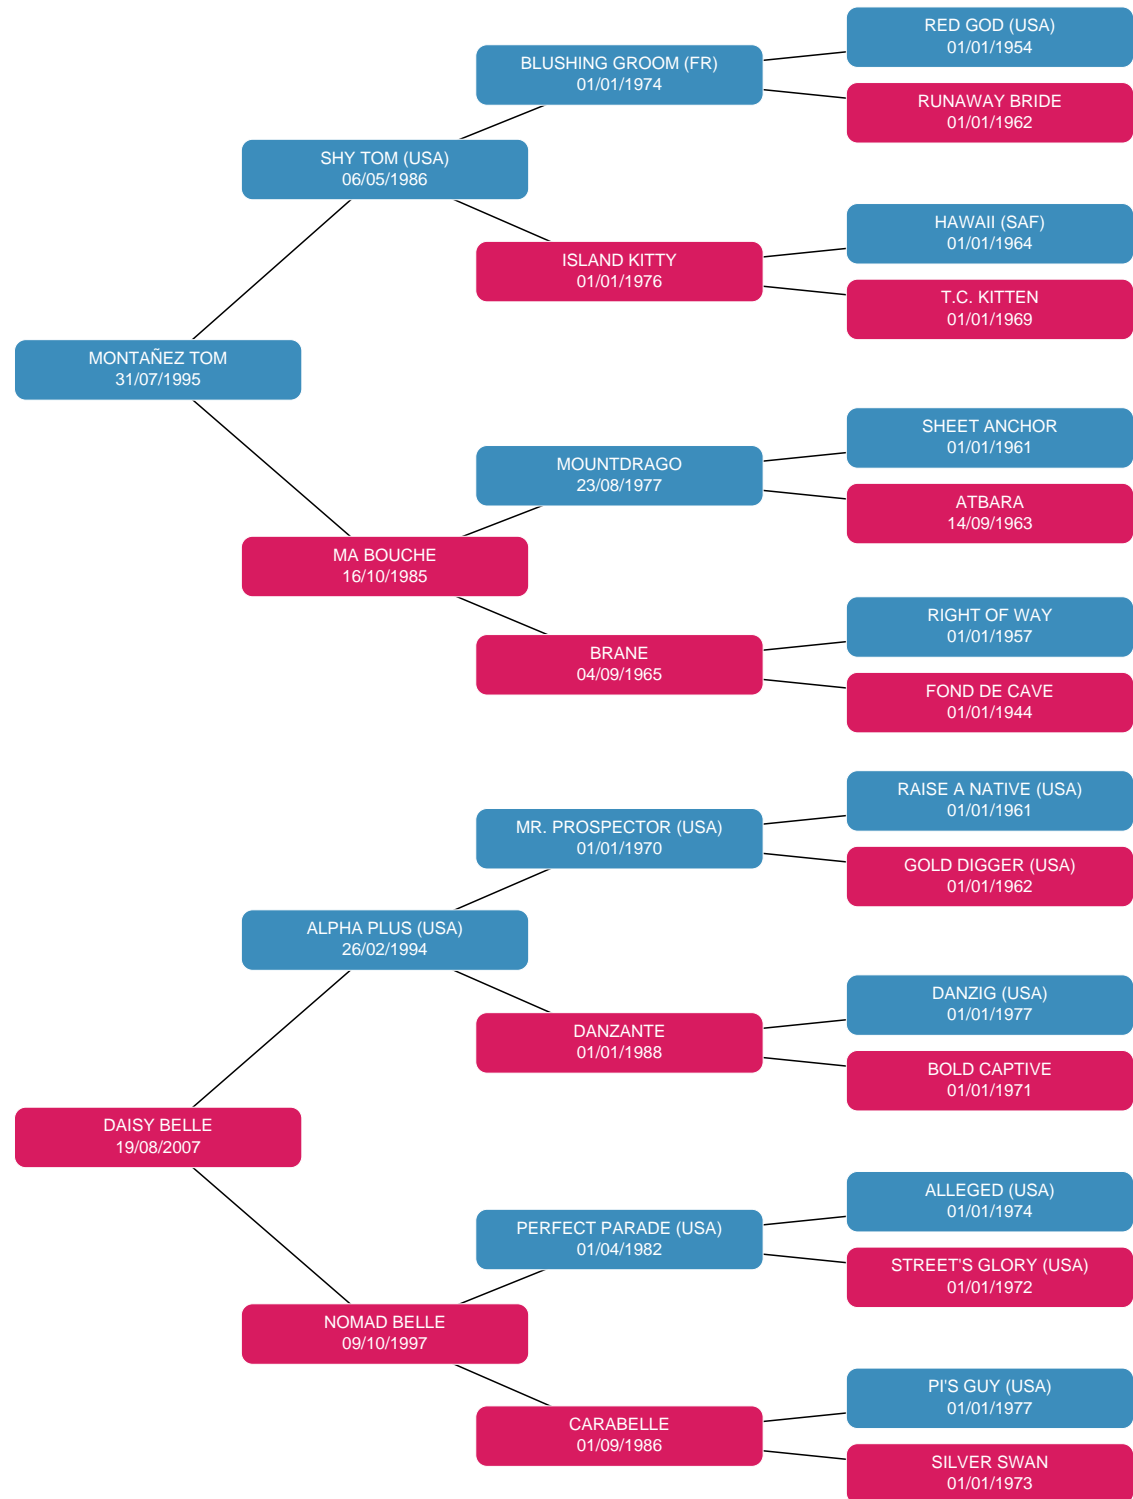 RED GOD (USA)
01/01/1954
BLUSHING GROOM (FR)
01/01/1974
RUNAWAY BRIDE
01/01/1962
SHY TOM (USA)
06/05/1986
HAWAII (SAF)
01/01/1964
ISLAND KITTY
01/01/1976
T.C. KITTEN
01/01/1969
MONTAÑEZ TOM
31/07/1995
SHEET ANCHOR
01/01/1961
MOUNTDRAGO
23/08/1977
ATBARA
14/09/1963
MA BOUCHE
16/10/1985
RIGHT OF WAY
01/01/1957
BRANE
04/09/1965
FOND DE CAVE
01/01/1944
RAISE A NATIVE (USA)
01/01/1961
MR. PROSPECTOR (USA)
01/01/1970
GOLD DIGGER (USA)
01/01/1962
ALPHA PLUS (USA)
26/02/1994
DANZIG (USA)
01/01/1977
DANZANTE
01/01/1988
BOLD CAPTIVE
01/01/1971
DAISY BELLE
19/08/2007
ALLEGED (USA)
01/01/1974
PERFECT PARADE (USA)
01/04/1982
STREET'S GLORY (USA)
01/01/1972
NOMAD BELLE
09/10/1997
PI'S GUY (USA)
01/01/1977
CARABELLE
01/09/1986
SILVER SWAN
01/01/1973